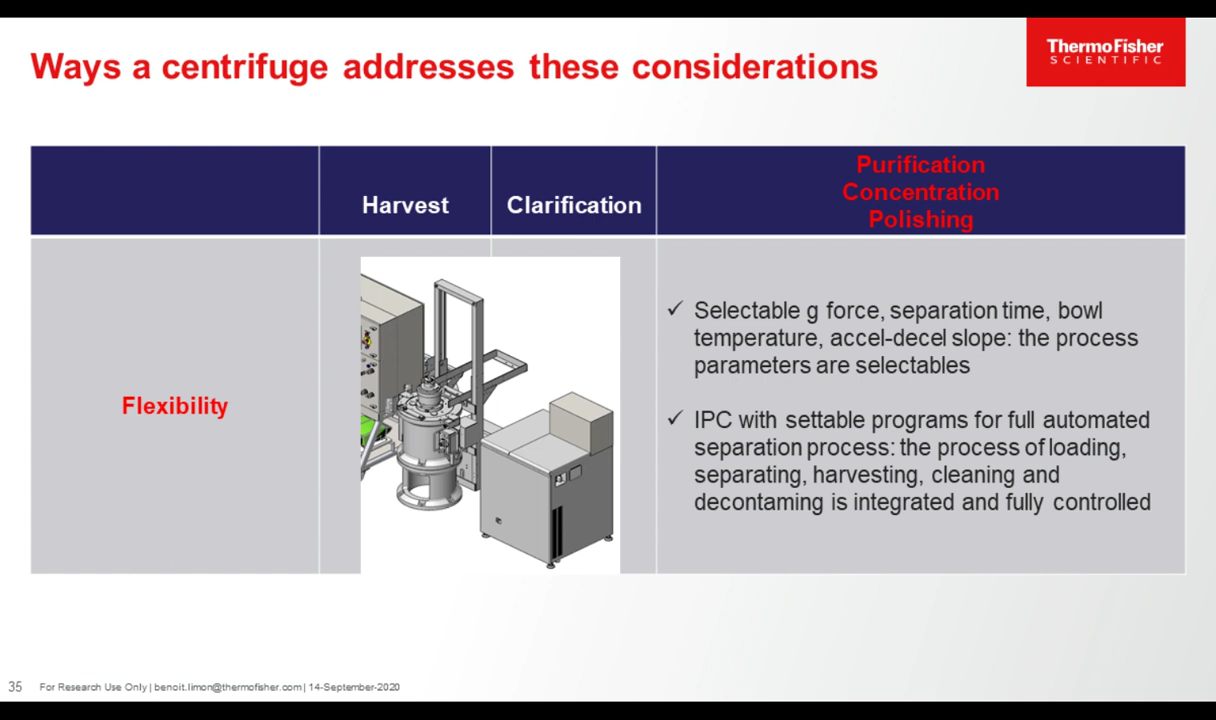 Ways a centrifuge addresses these considerations
ThermoFisher
SCIENTIFIC
Harvest
Clarification
Purification
Concentration
Polishing
Flexibility
✓ Selectable g force, separation time, bowl
temperature, accel-decel slope: the process
parameters are selectables
✓ IPC with settable programs for full automated
separation process: the process of loading,
separating, harvesting, cleaning and
decontaming is integrated and fully controlled
35
For Research Use Only | benoit.limon@thermofisher.com | 14-September-2020